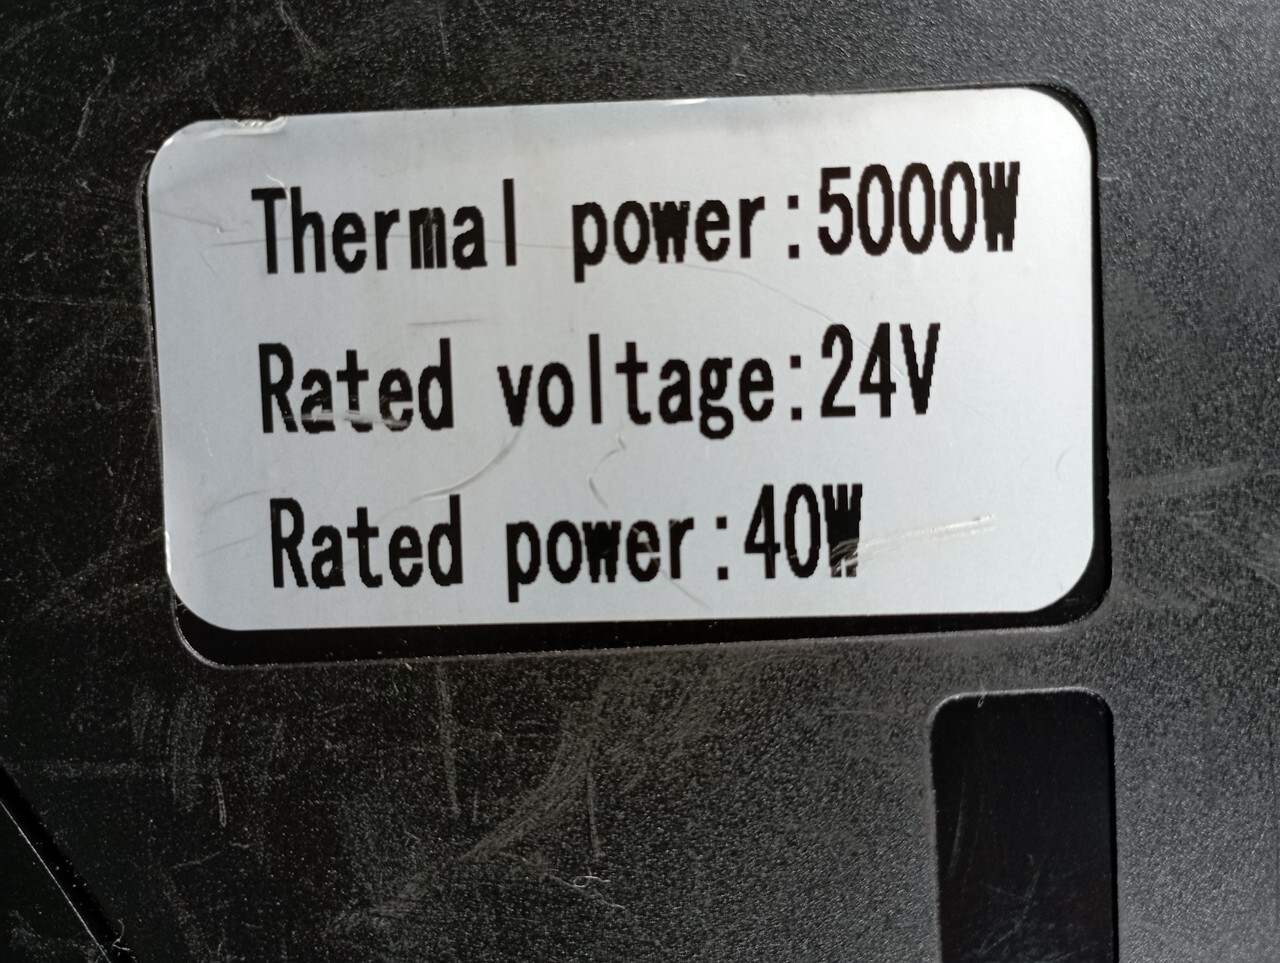 Thermal power:5000W
Rated voltage:24V
Rated power:40W